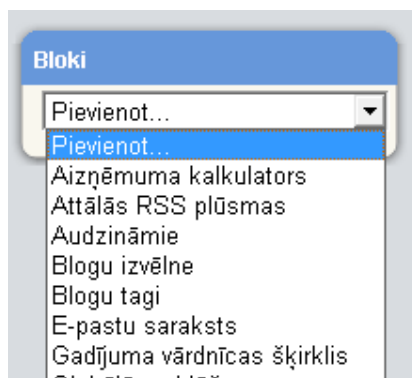 Bloki
Pievienot...
Pievienot...
Aizņēmuma kalkulators
Attālās RSS plūsmas
Audzināmie
Blogu izvēlne
Blogu tagi
E-pastu saraksts
Gadījuma vārdnīcas šķirklis